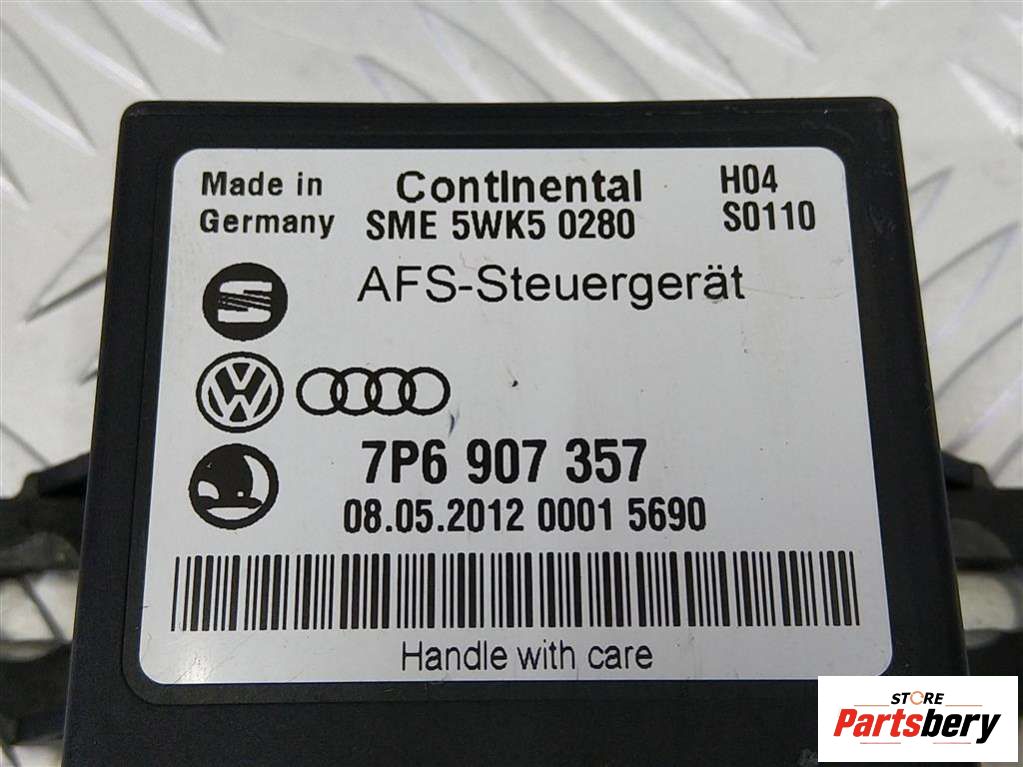 Made in
Germany
Continental
SME 5WK5 0280
H04
S0110
AFS-Steuergerät
7P6 907 357
08.05.2012 0001 5690
Handle with care
STORE
Partsbery